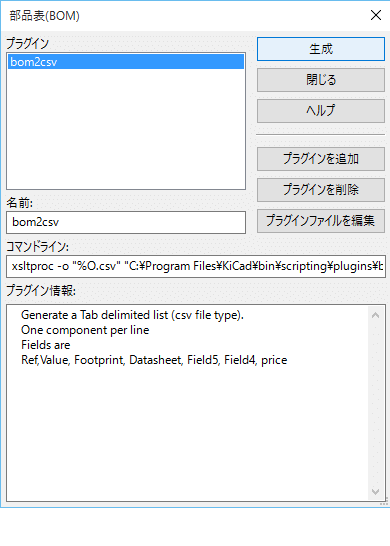 部品表(BOM)
プラグイン
bom2csv
生成
閉じる
ヘルプ
プラグインを追加
プラグインを削除
プラグインファイルを編集
名前:
bom2csv
コマンドライン:
xsltproc -o "%O.csv" "C:¥Program Files¥KiCad¥bin¥scripting¥plugins¥b
プラグイン情報:
Generate a Tab delimited list (csv file type).
One component per line
Fields are
Ref,Value, Footprint, Datasheet, Field5, Field4, price